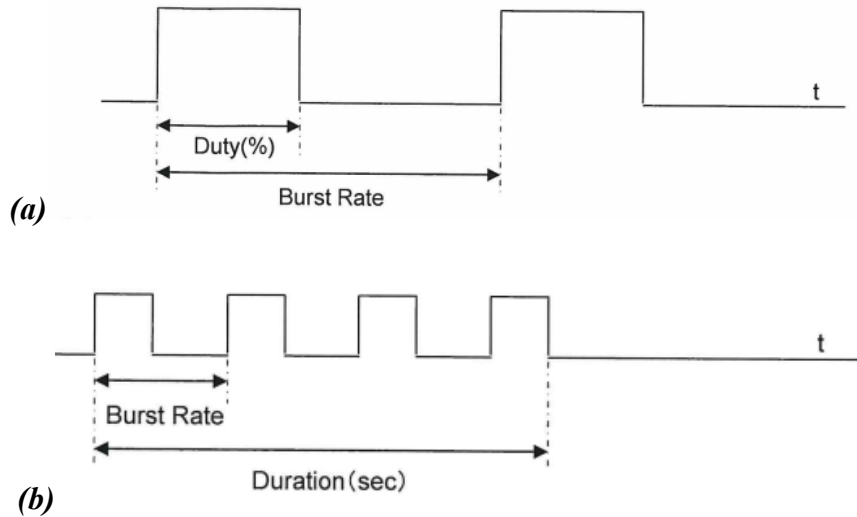 t
Duty(%)
Burst Rate
(a)
t
Burst Rate
Duration(sec)
(b)